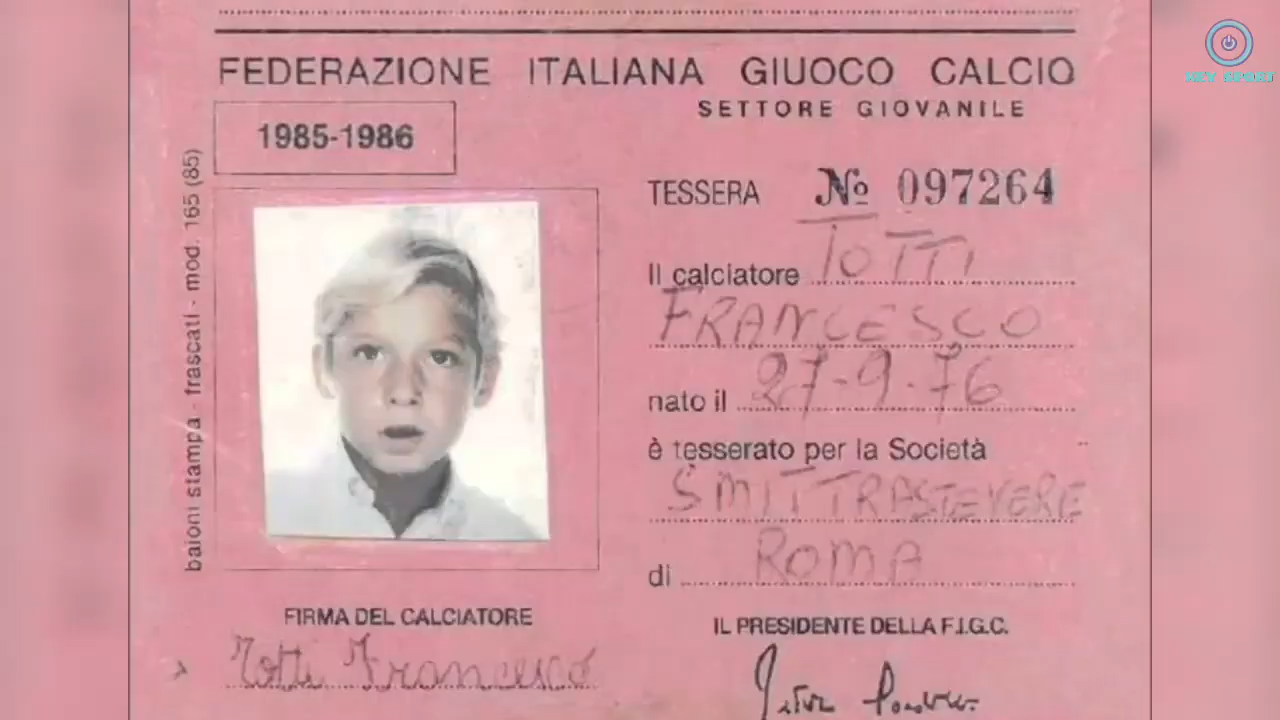 HEY SPORT
FEDERAZIONE ITALIANA GIUOCO CALCIO
SETTORE GIOVANILE
1985-1986
TESSERA № 097264
Il calciatore TOTTI
FRANCESCO
nato il 27-9-76
è tesserato per la Società
SMIT TRASTEVERE
di ROMA
baioni stampa - frascati - mod. 165 (85)
FIRMA DEL CALCIATORE
Totti Francesco
IL PRESIDENTE DELLA F.I.G.C.